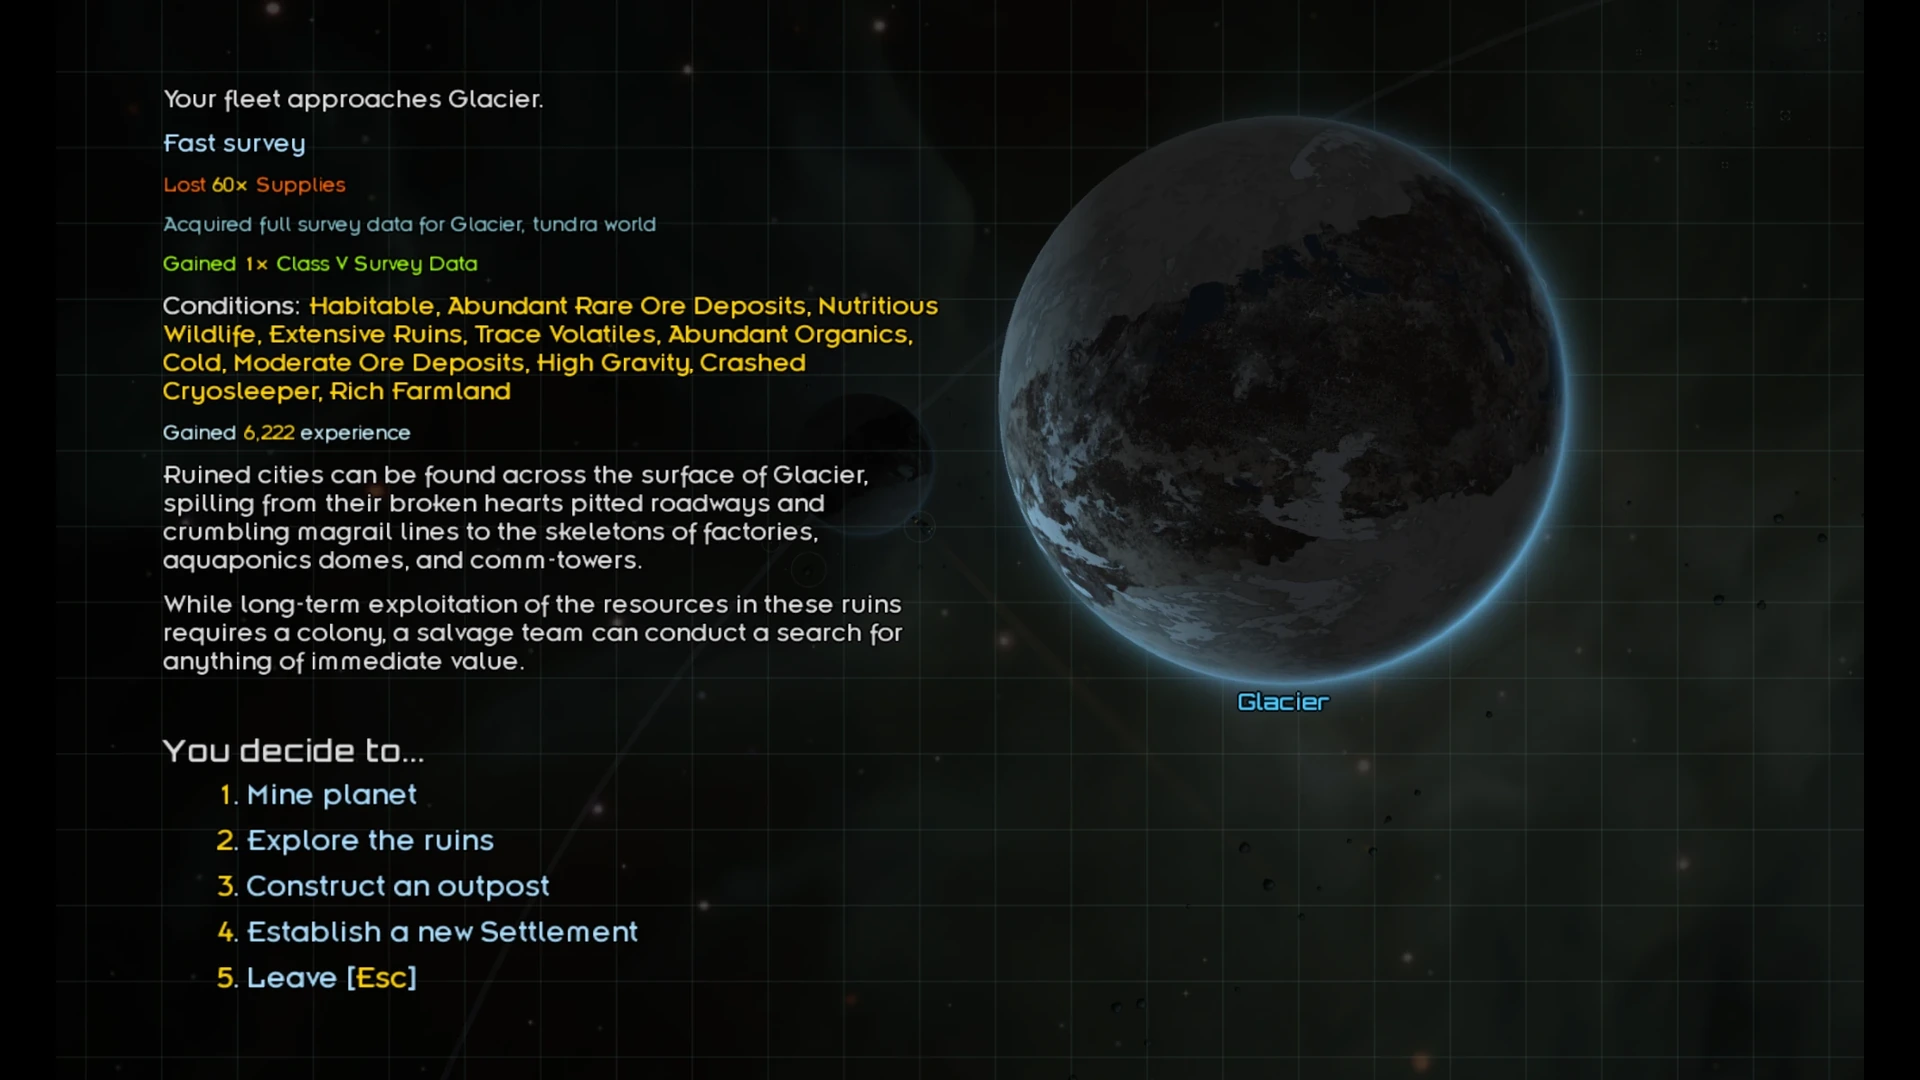 Your fleet approaches Glacier.
Fast survey
Lost 60× Supplies
Acquired full survey data for Glacier, tundra world
Gained 1× Class V Survey Data
Conditions: Habitable, Abundant Rare Ore Deposits, Nutritious
Wildlife, Extensive Ruins, Trace Volatiles, Abundant Organics,
Cold, Moderate Ore Deposits, High Gravity, Crashed
Cryosleeper, Rich Farmland
Gained 6,222 experience
Ruined cities can be found across the surface of Glacier,
spilling from their broken hearts pitted roadways and
crumbling magrail lines to the skeletons of factories,
aquaponics domes, and comm-towers.
While long-term exploitation of the resources in these ruins
requires a colony, a salvage team can conduct a search for
anything of immediate value.
Glacier
You decide to...
1. Mine planet
2. Explore the ruins
3. Construct an outpost
4. Establish a new Settlement
5. Leave [Esc]